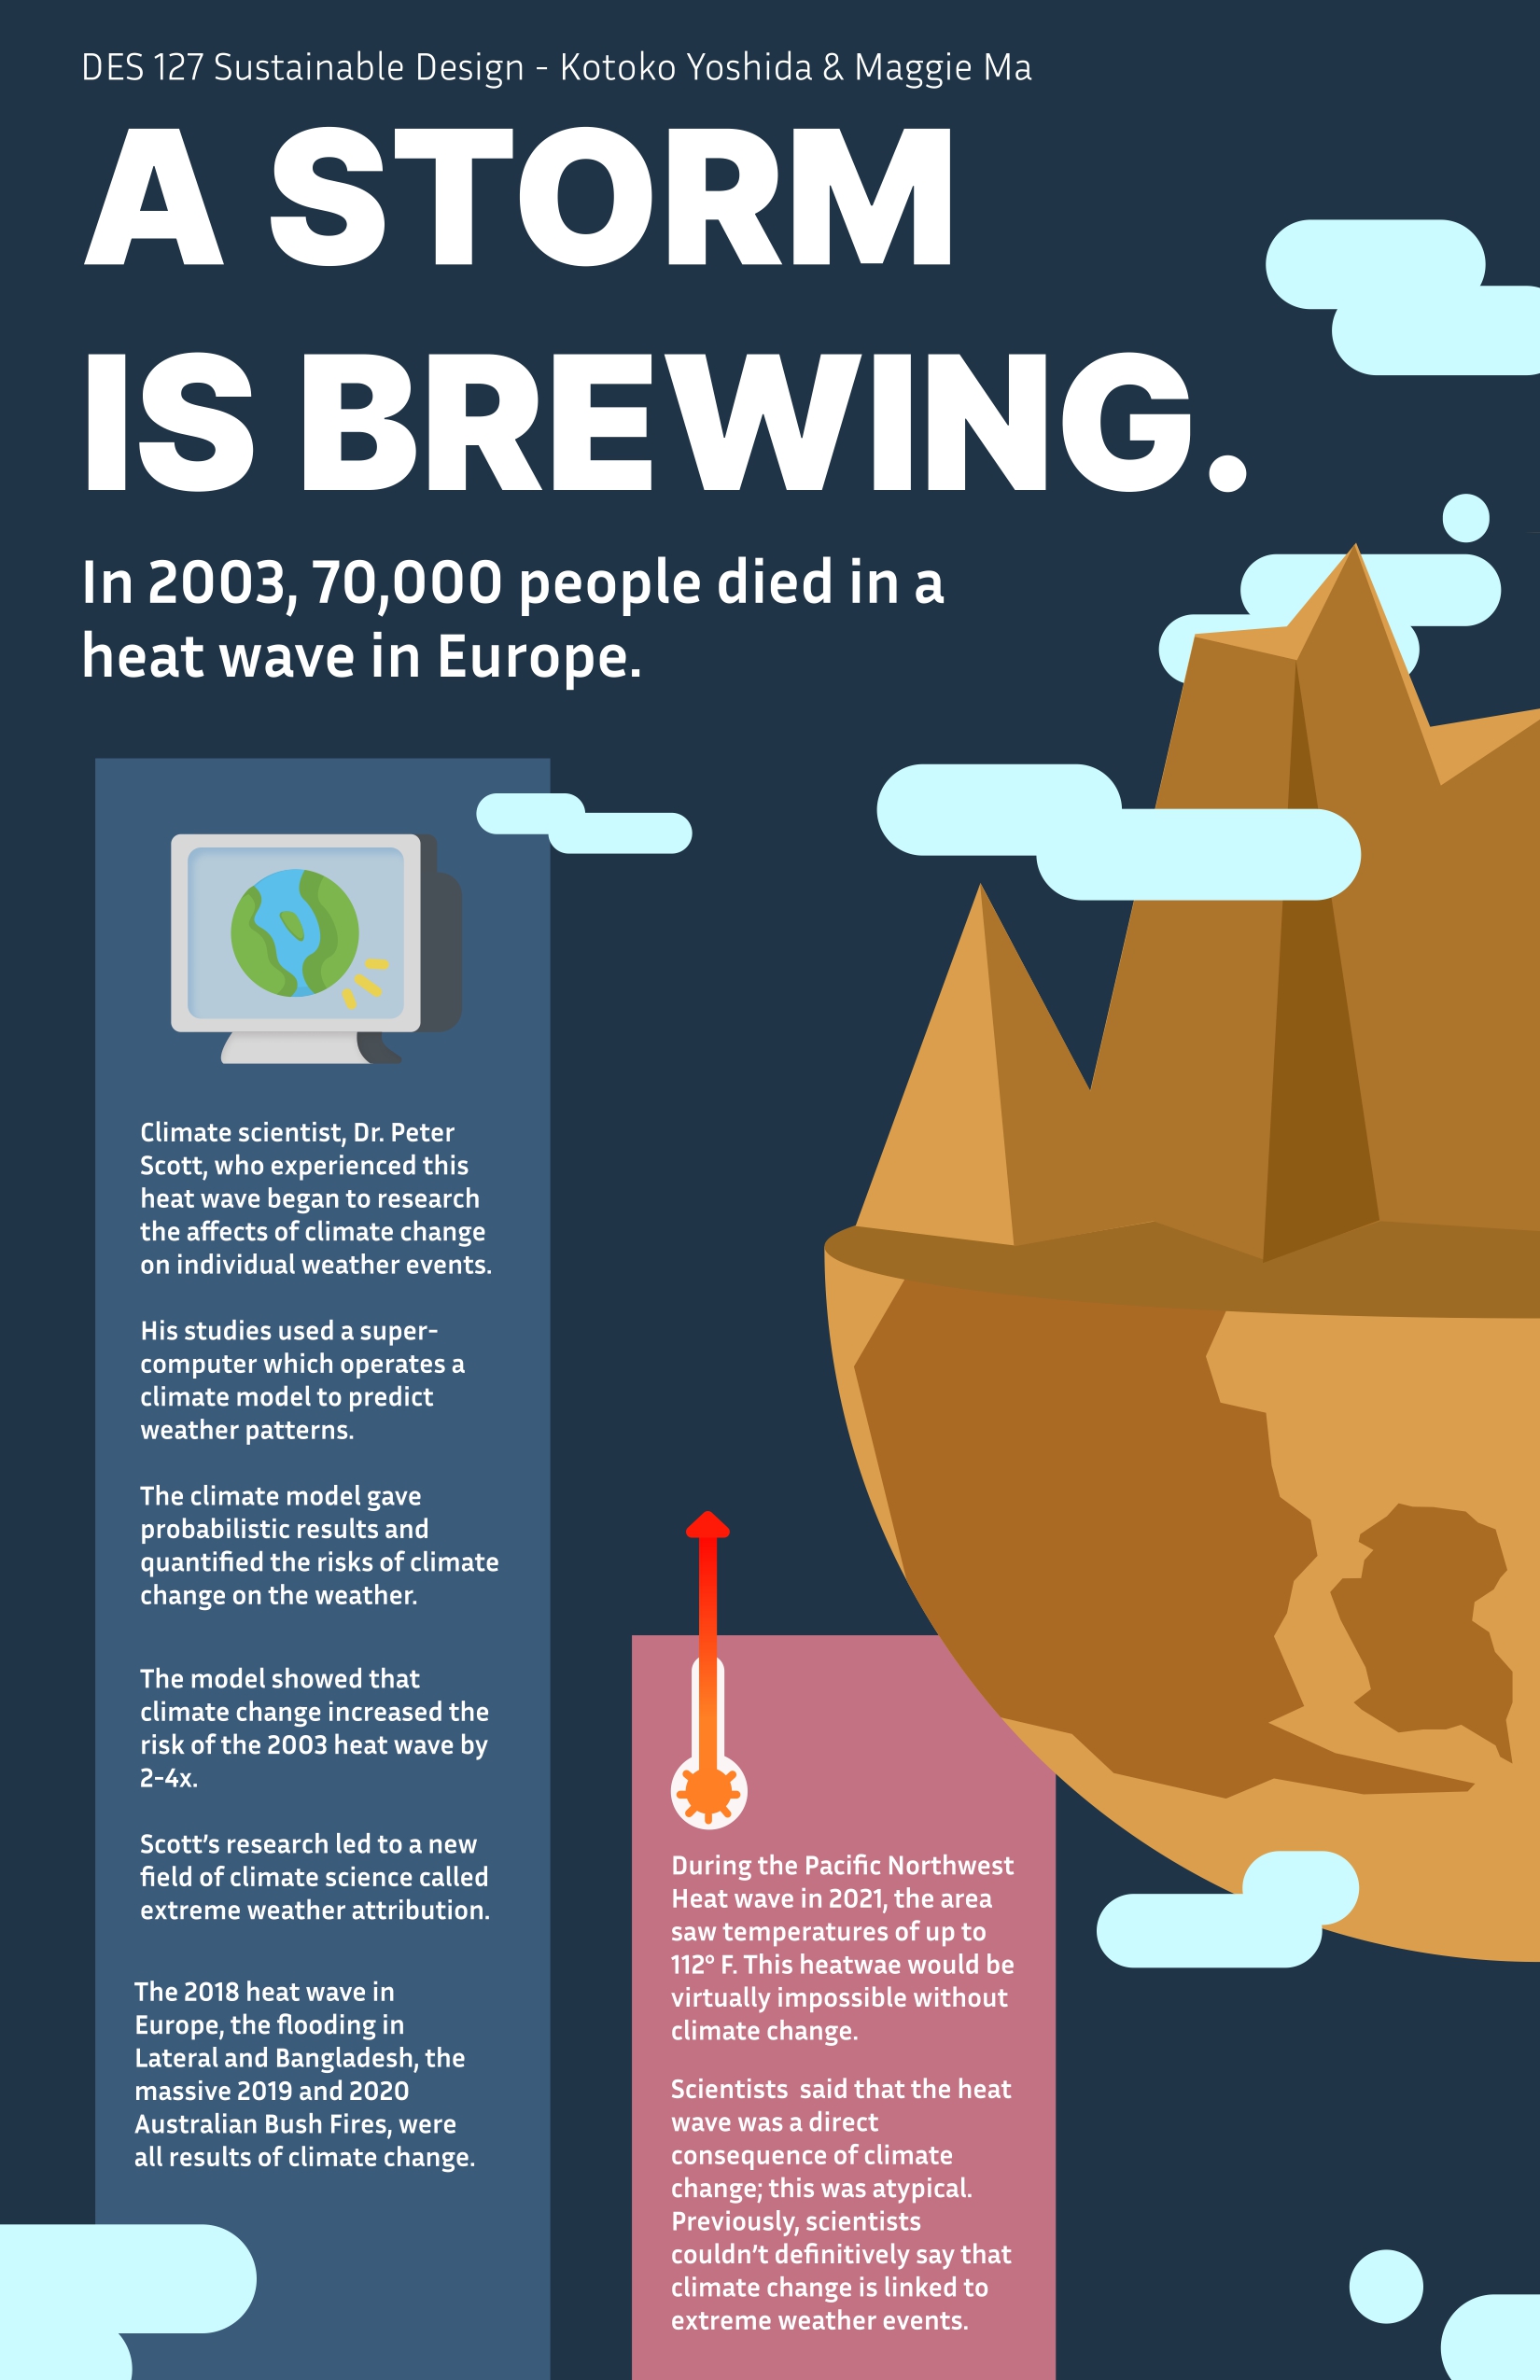 DES 127 Sustainable Design - Kotoko Yoshida & Maggie Ma
A STORM
IS BREWING.
In 2003, 70,000 people died in a
heat wave in Europe.
Climate scientist, Dr. Peter
Scott, who experienced this
heat wave began to research
the affects of climate change
on individual weather events.
His studies used a super-
computer which operates a
climate model to predict
weather patterns.
The climate model gave
probabilistic results and
quantified the risks of climate
change on the weather.
The model showed that
climate change increased the
risk of the 2003 heat wave by
2-4x.
Scott’s research led to a new
field of climate science called
extreme weather attribution.
The 2018 heat wave in
Europe, the flooding in
Lateral and Bangladesh, the
massive 2019 and 2020
Australian Bush Fires, were
all results of climate change.
During the Pacific Northwest
Heat wave in 2021, the area
saw temperatures of up to
112° F. This heatwae would be
virtually impossible without
climate change.
Scientists  said that the heat
wave was a direct
consequence of climate
change; this was atypical.
Previously, scientists
couldn’t definitively say that
climate change is linked to
extreme weather events.